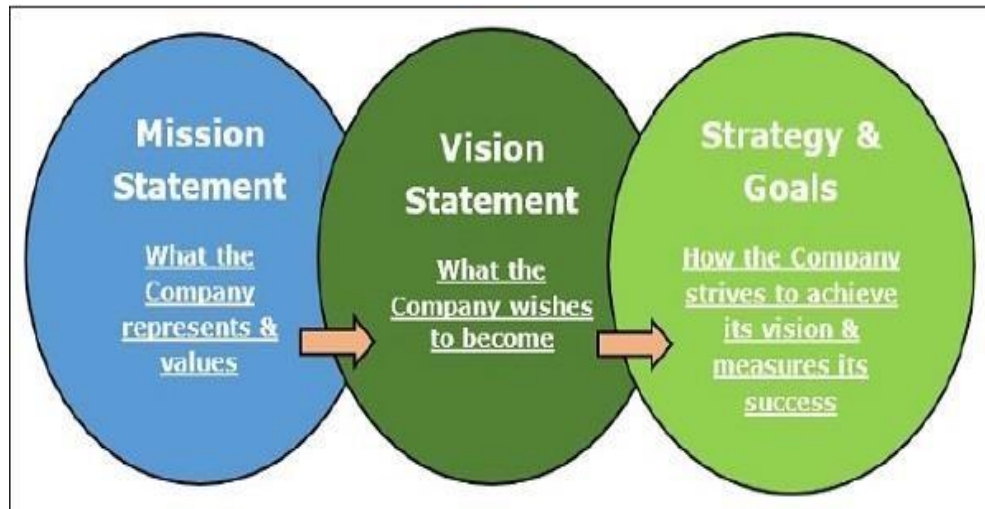 Mission
Statement
What the
Company
represents &
values
Vision
Statement
What the
Company wishes
to become
Strategy &
Goals
How the Company
strives to achieve
its vision &
measures its
success